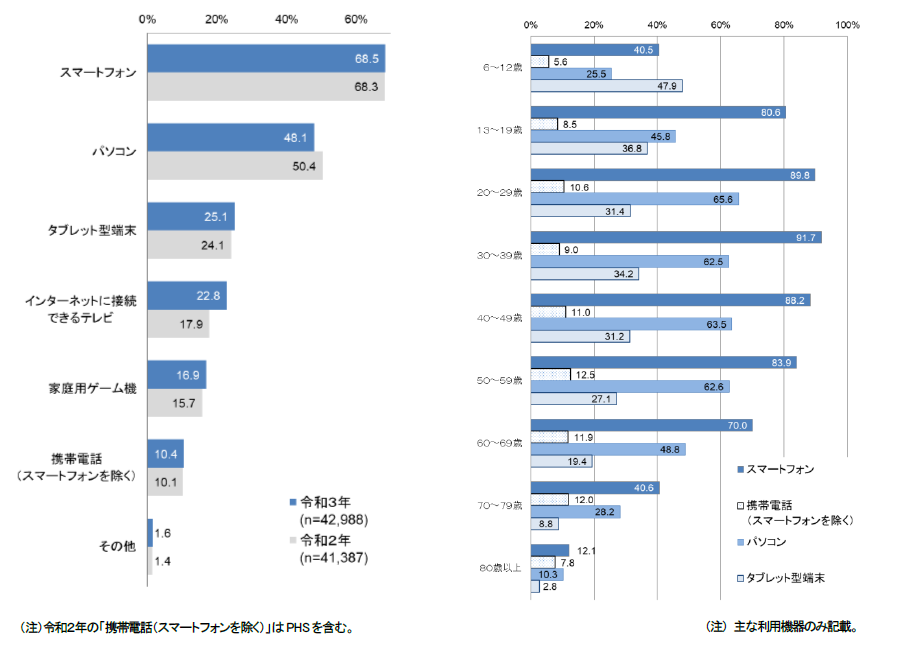 0%
20%
40%
60%
スマートフォン
68.5
68.3
パソコン
48.1
50.4
タブレット型端末
25.1
24.1
インターネットに接続
できるテレビ
22.8
17.9
家庭用ゲーム機
16.9
15.7
携帯電話
(スマートフォンを除く)
10.4
10.1
その他
1.6
1.4
令和3年
(n=42,988)
令和2年
(n=41,387)
(注)令和2年の「携帯電話(スマートフォンを除く)」はPHSを含む。
0%
20%
40%
60%
80%
100%
6~12歳
40.5
5.6
25.5
47.9
13~19歳
80.6
8.5
45.8
36.8
20~29歳
89.8
10.6
65.6
31.4
30~39歳
91.7
9.0
62.5
34.2
40~49歳
88.2
11.0
63.5
31.2
50~59歳
83.9
12.5
62.6
27.1
60~69歳
70.0
11.9
48.8
19.4
70~79歳
40.6
12.0
28.2
8.8
80歳以上
12.1
7.8
10.3
2.8
スマートフォン
携帯電話
(スマートフォンを除く)
パソコン
タブレット型端末
(注) 主な利用機器のみ記載。